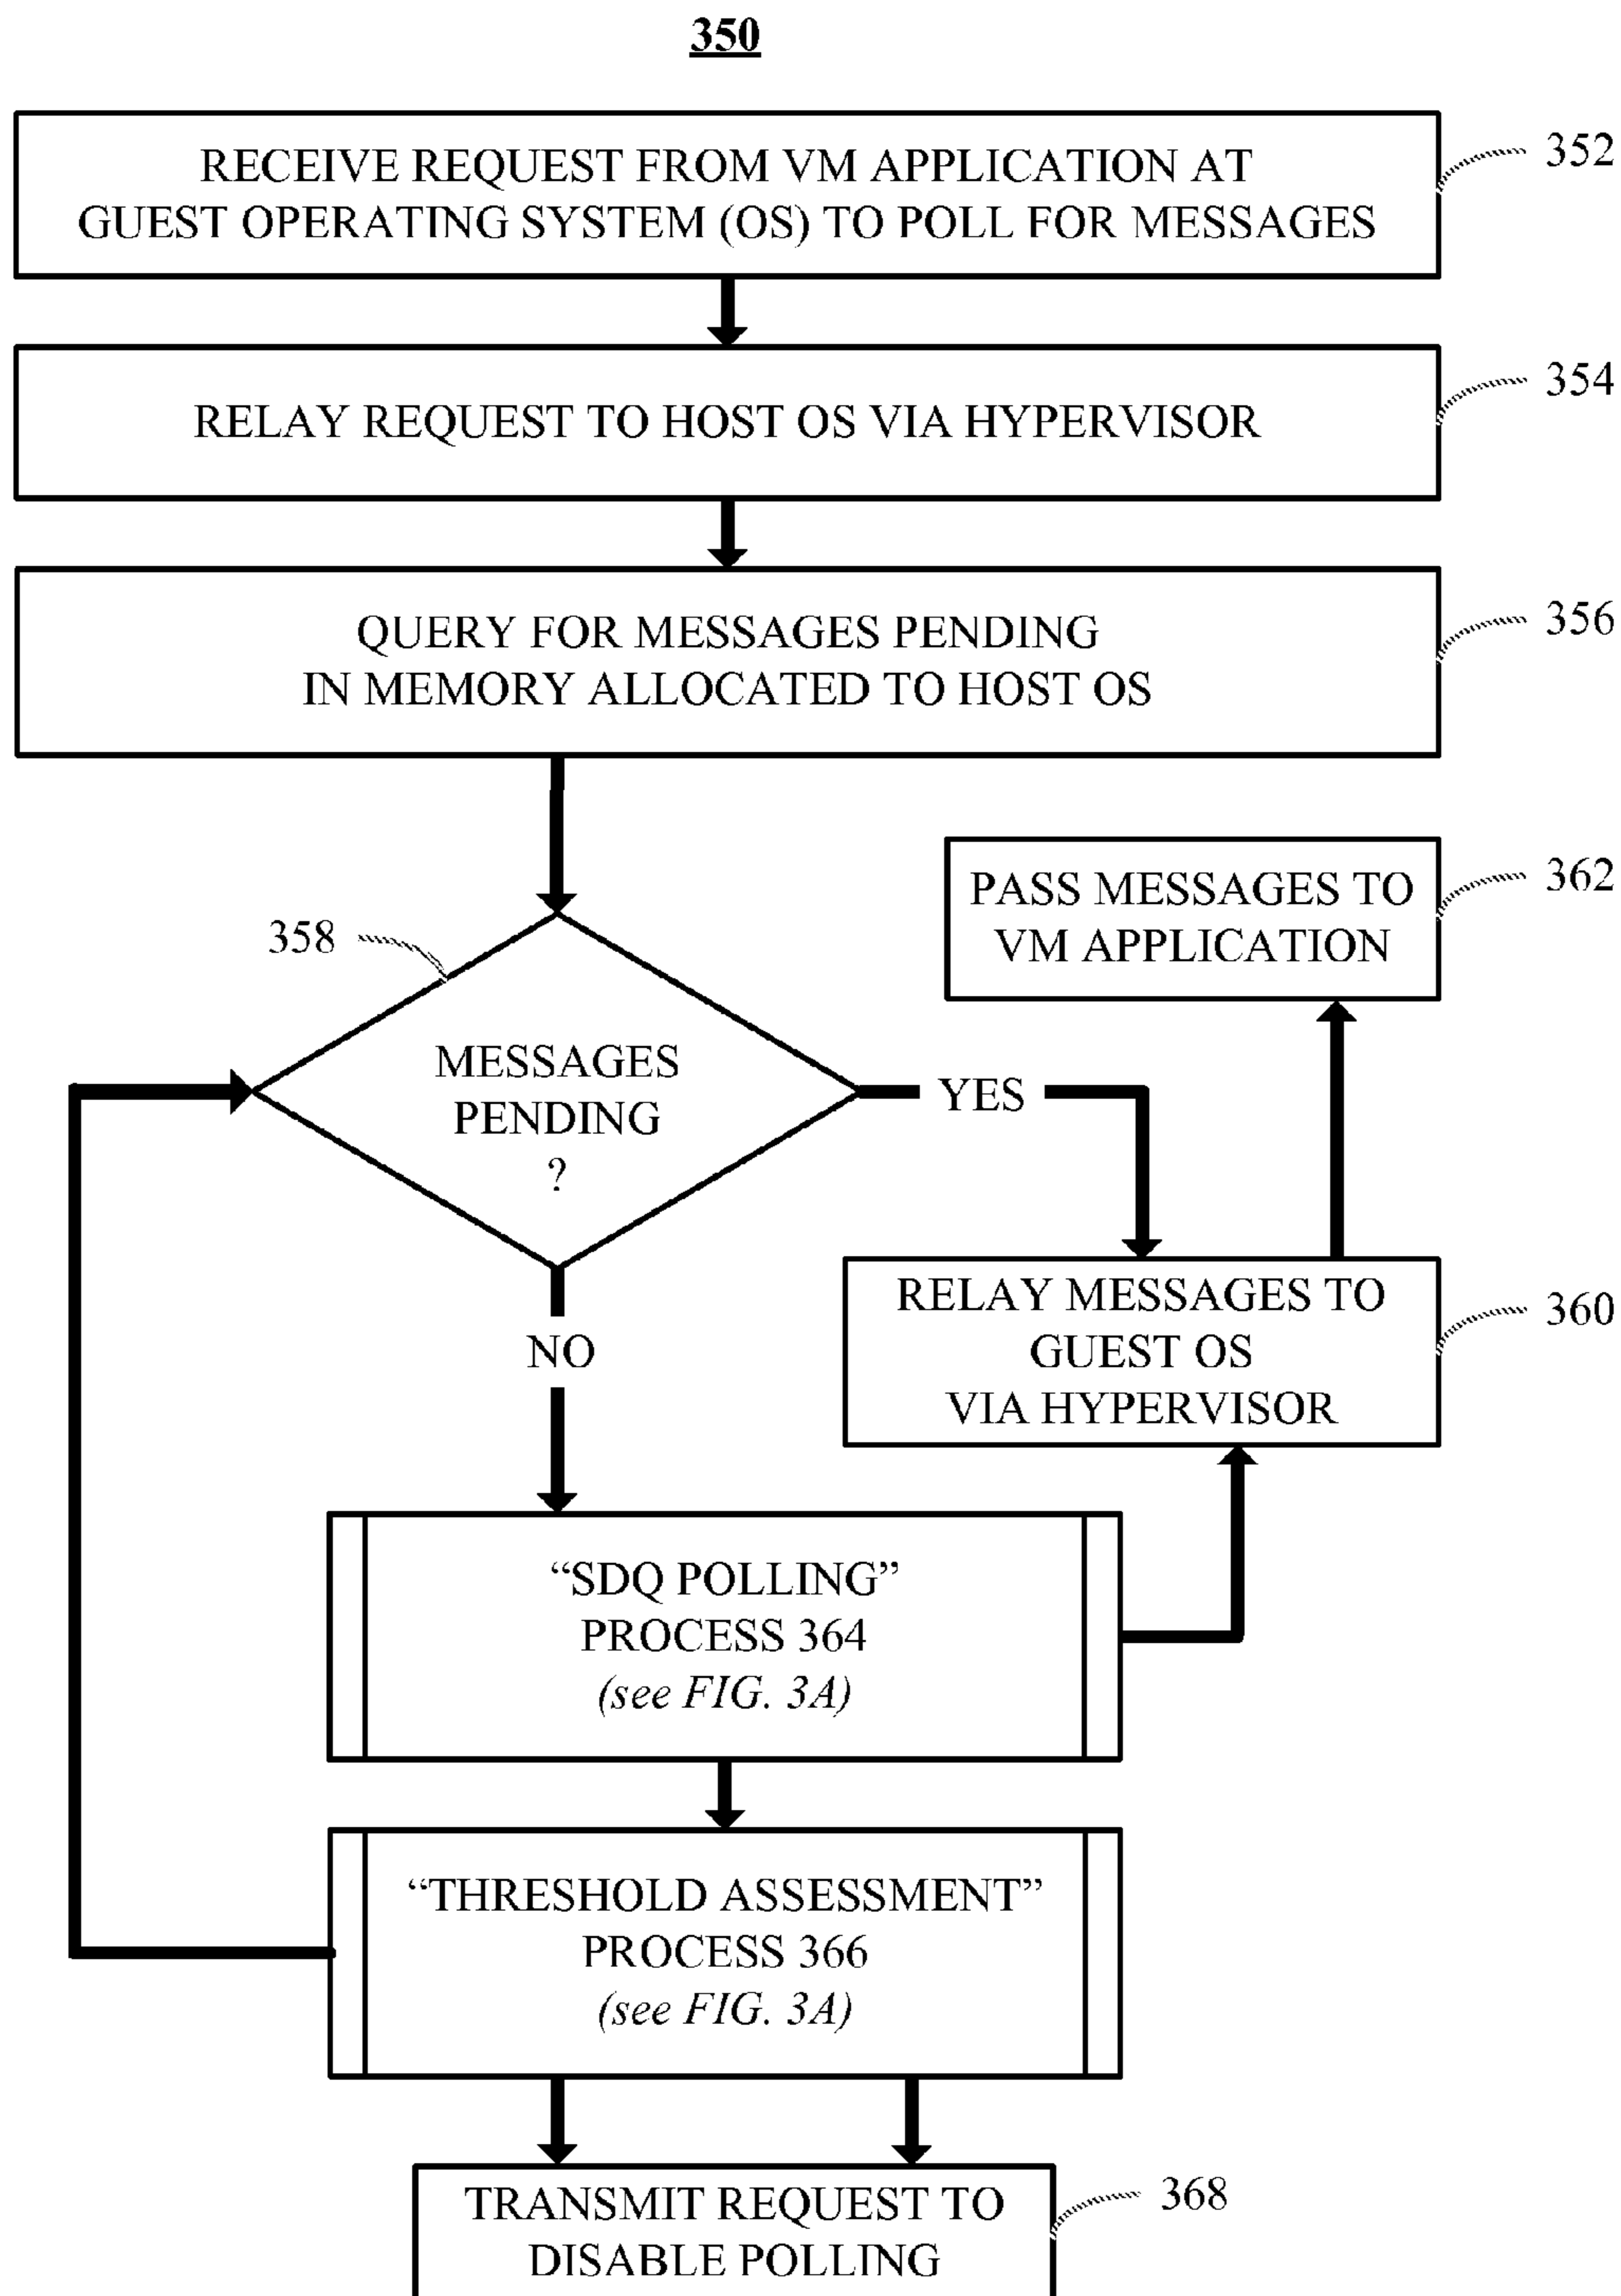 350
RECEIVE REQUEST FROM VM APPLICATION AT
GUEST OPERATING SYSTEM (OS) TO POLL FOR MESSAGES
352
RELAY REQUEST TO HOST OS VIA HYPERVISOR
354
QUERY FOR MESSAGES PENDING
IN MEMORY ALLOCATED TO HOST OS
356
358
MESSAGES
PENDING
?
YES
NO
PASS MESSAGES TO
VM APPLICATION
362
RELAY MESSAGES TO
GUEST OS
VIA HYPERVISOR
360
“SDQ POLLING”
PROCESS 364
(see FIG. 3A)
“THRESHOLD ASSESSMENT”
PROCESS 366
(see FIG. 3A)
TRANSMIT REQUEST TO
DISABLE POLLING
368